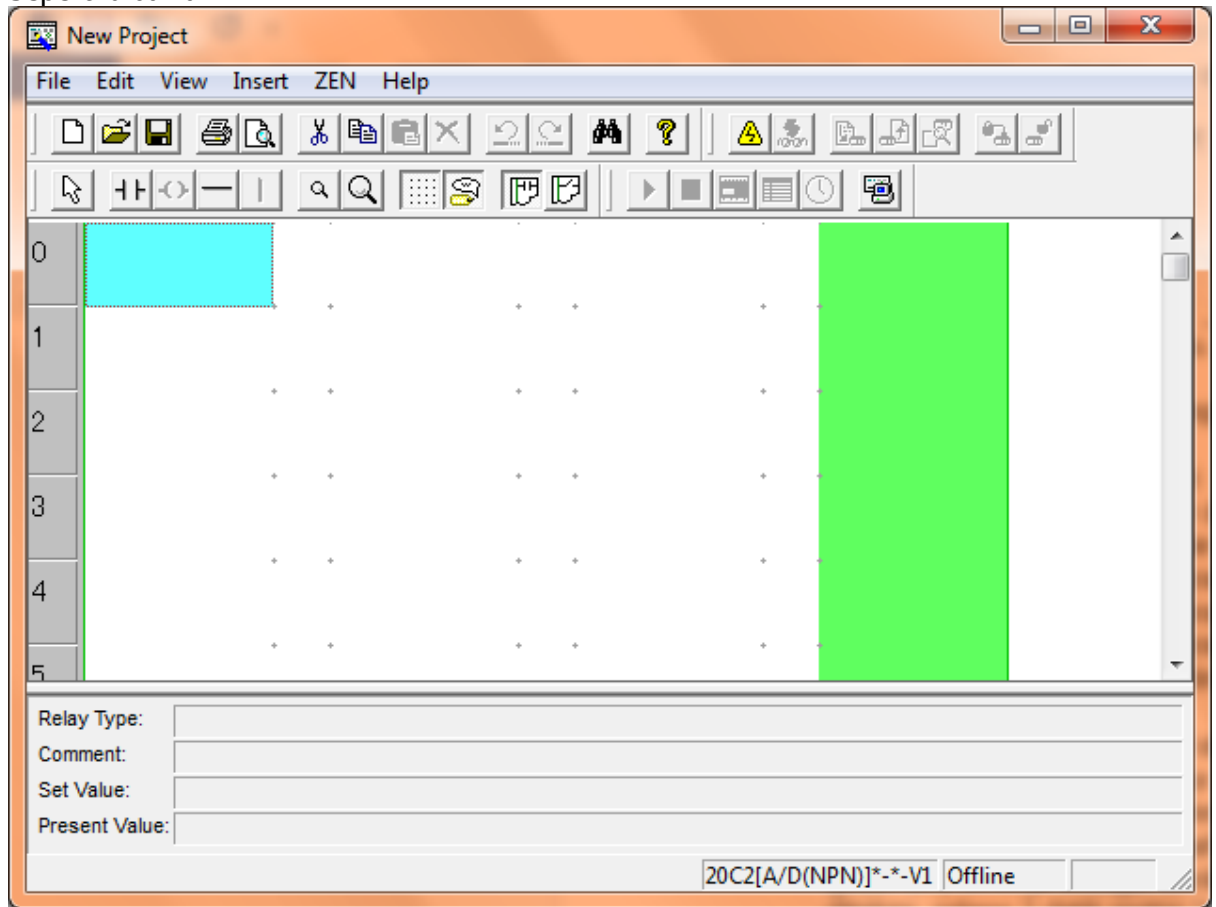 New Project
File Edit View Insert ZEN Help
0
1
2
3
4
5
Relay Type:
Comment:
Set Value:
Present Value:
20C2[A/D(NPN)]*-*-V1 Offline